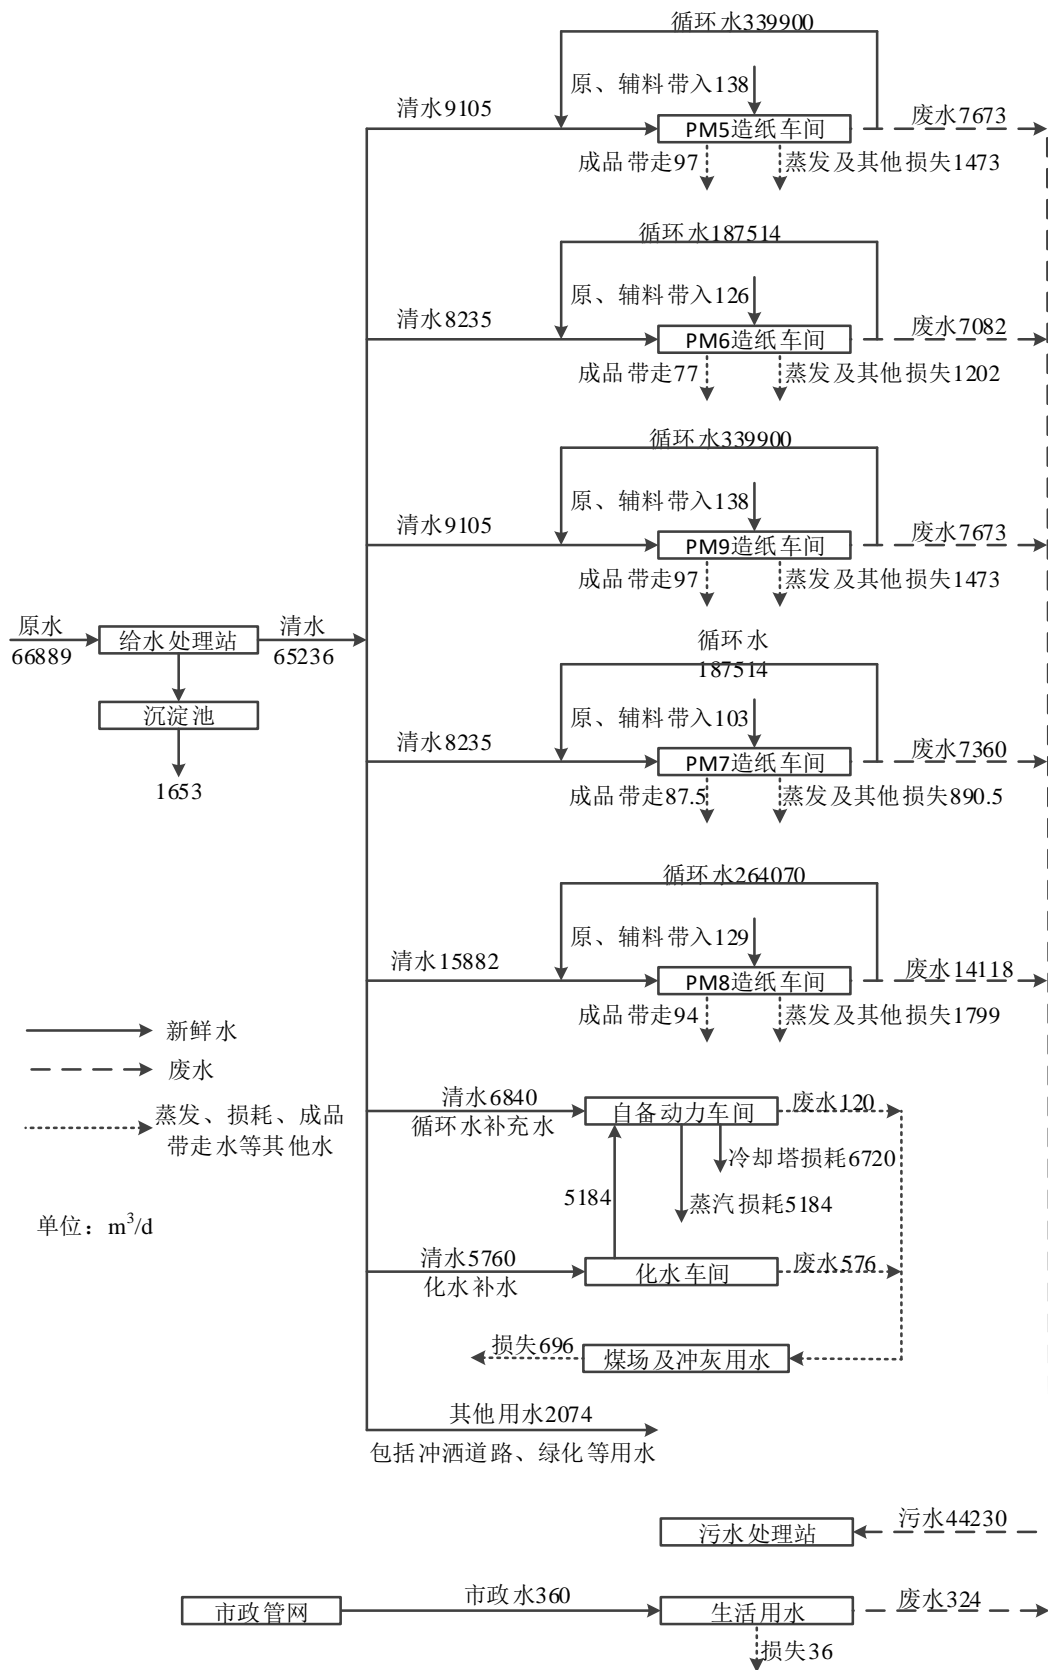 循环水339900
原、辅料带入138
清水9105
PM5造纸车间
废水7673
成品带走97
蒸发及其他损失1473
循环水187514
原、辅料带入126
清水8235
PM6造纸车间
废水7082
成品带走77
蒸发及其他损失1202
循环水339900
原、辅料带入138
清水9105
PM9造纸车间
废水7673
成品带走97
蒸发及其他损失1473
原水
66889
给水处理站
清水
65236
沉淀池
1653
循环水
187514
原、辅料带入103
清水8235
PM7造纸车间
废水7360
成品带走87.5
蒸发及其他损失890.5
循环水264070
原、辅料带入129
清水15882
PM8造纸车间
废水14118
成品带走94
蒸发及其他损失1799
新鲜水
废水
蒸发、损耗、成品
带走水等其他水
单位：m³/d
清水6840
循环水补充水
自备动力车间
废水120
冷却塔损耗6720
5184
蒸汽损耗5184
清水5760
化水补水
化水车间
废水576
损失696
煤场及冲灰用水
其他用水2074
包括冲洒道路、绿化等用水
污水处理站
污水44230
市政管网
市政水360
生活用水
废水324
损失36